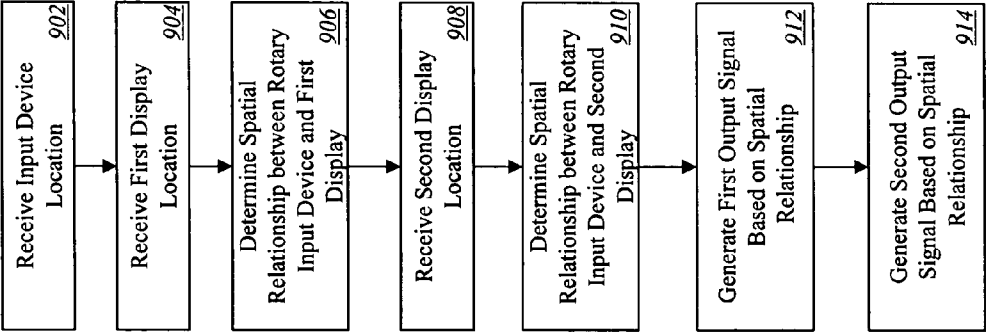 Receive Input Device
Location
902
Receive First Display
Location
904
Determine Spatial
Relationship between Rotary
Input Device and First
Display
906
Receive Second Display
Location
908
Determine Spatial
Relationship between Rotary
Input Device and Second
Display
910
Generate First Output Signal
Based on Spatial
Relationship
912
Generate Second Output
Signal Based on Spatial
Relationship
914